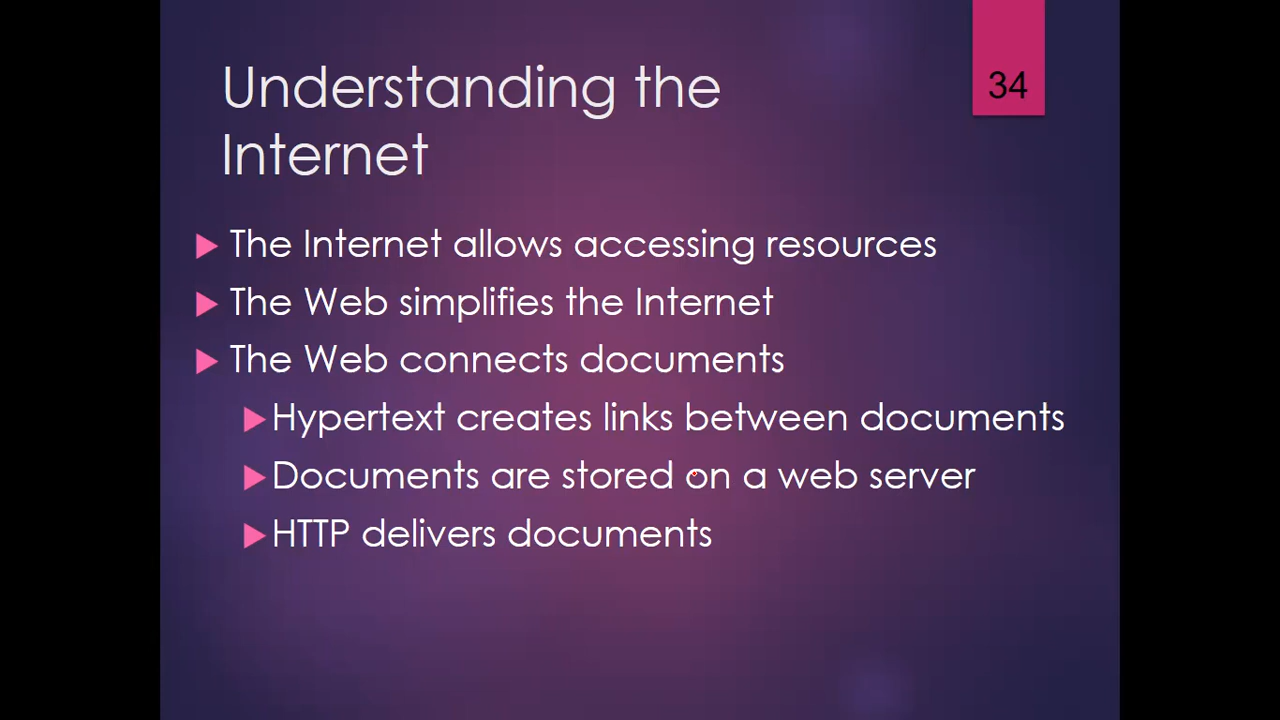 Understanding the
Internet
34
The Internet allows accessing resources
The Web simplifies the Internet
The Web connects documents
Hypertext creates links between documents
Documents are stored on a web server
HTTP delivers documents